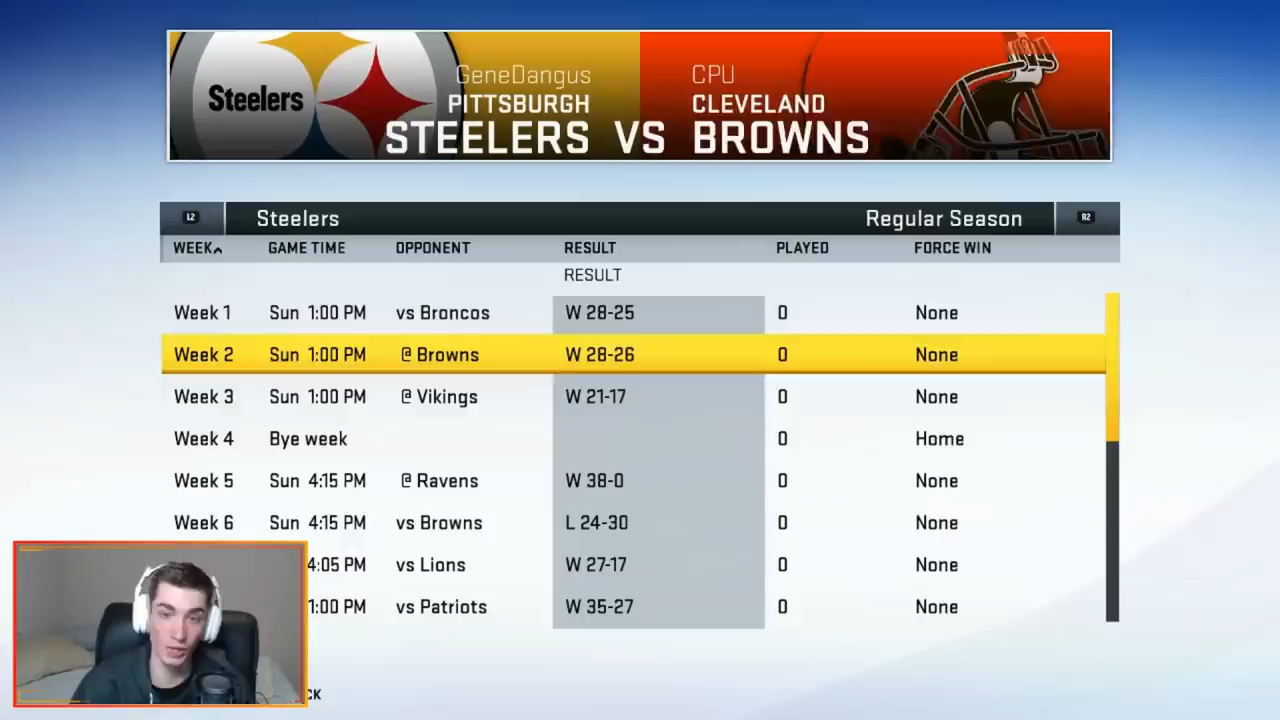 Steelers
GeneDangus
PITTSBURGH
STEELERS VS BROWNS
CPU
CLEVELAND
L2 Steelers Regular Season R2
WEEK GAME TIME OPPONENT RESULT PLAYED FORCE WIN
RESULT
Week 1 Sun 1:00 PM vs Broncos W 28-25 0 None
Week 2 Sun 1:00 PM @ Browns W 28-26 0 None
Week 3 Sun 1:00 PM @ Vikings W 21-17 0 None
Week 4 Bye week 0 Home
Week 5 Sun 4:15 PM @ Ravens W 38-0 0 None
Week 6 Sun 4:15 PM vs Browns L 24-30 0 None
4:05 PM vs Lions W 27-17 0 None
1:00 PM vs Patriots W 35-27 0 None
CK